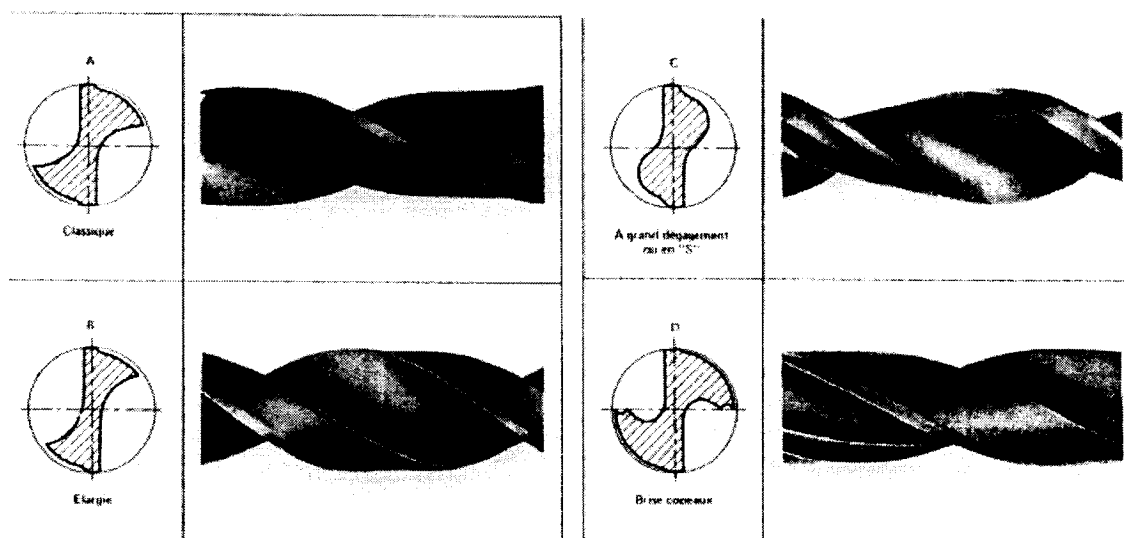 A
Classique
B
Elargie
C
A grand dégagement
ou en "S"
D
Brise copeaux